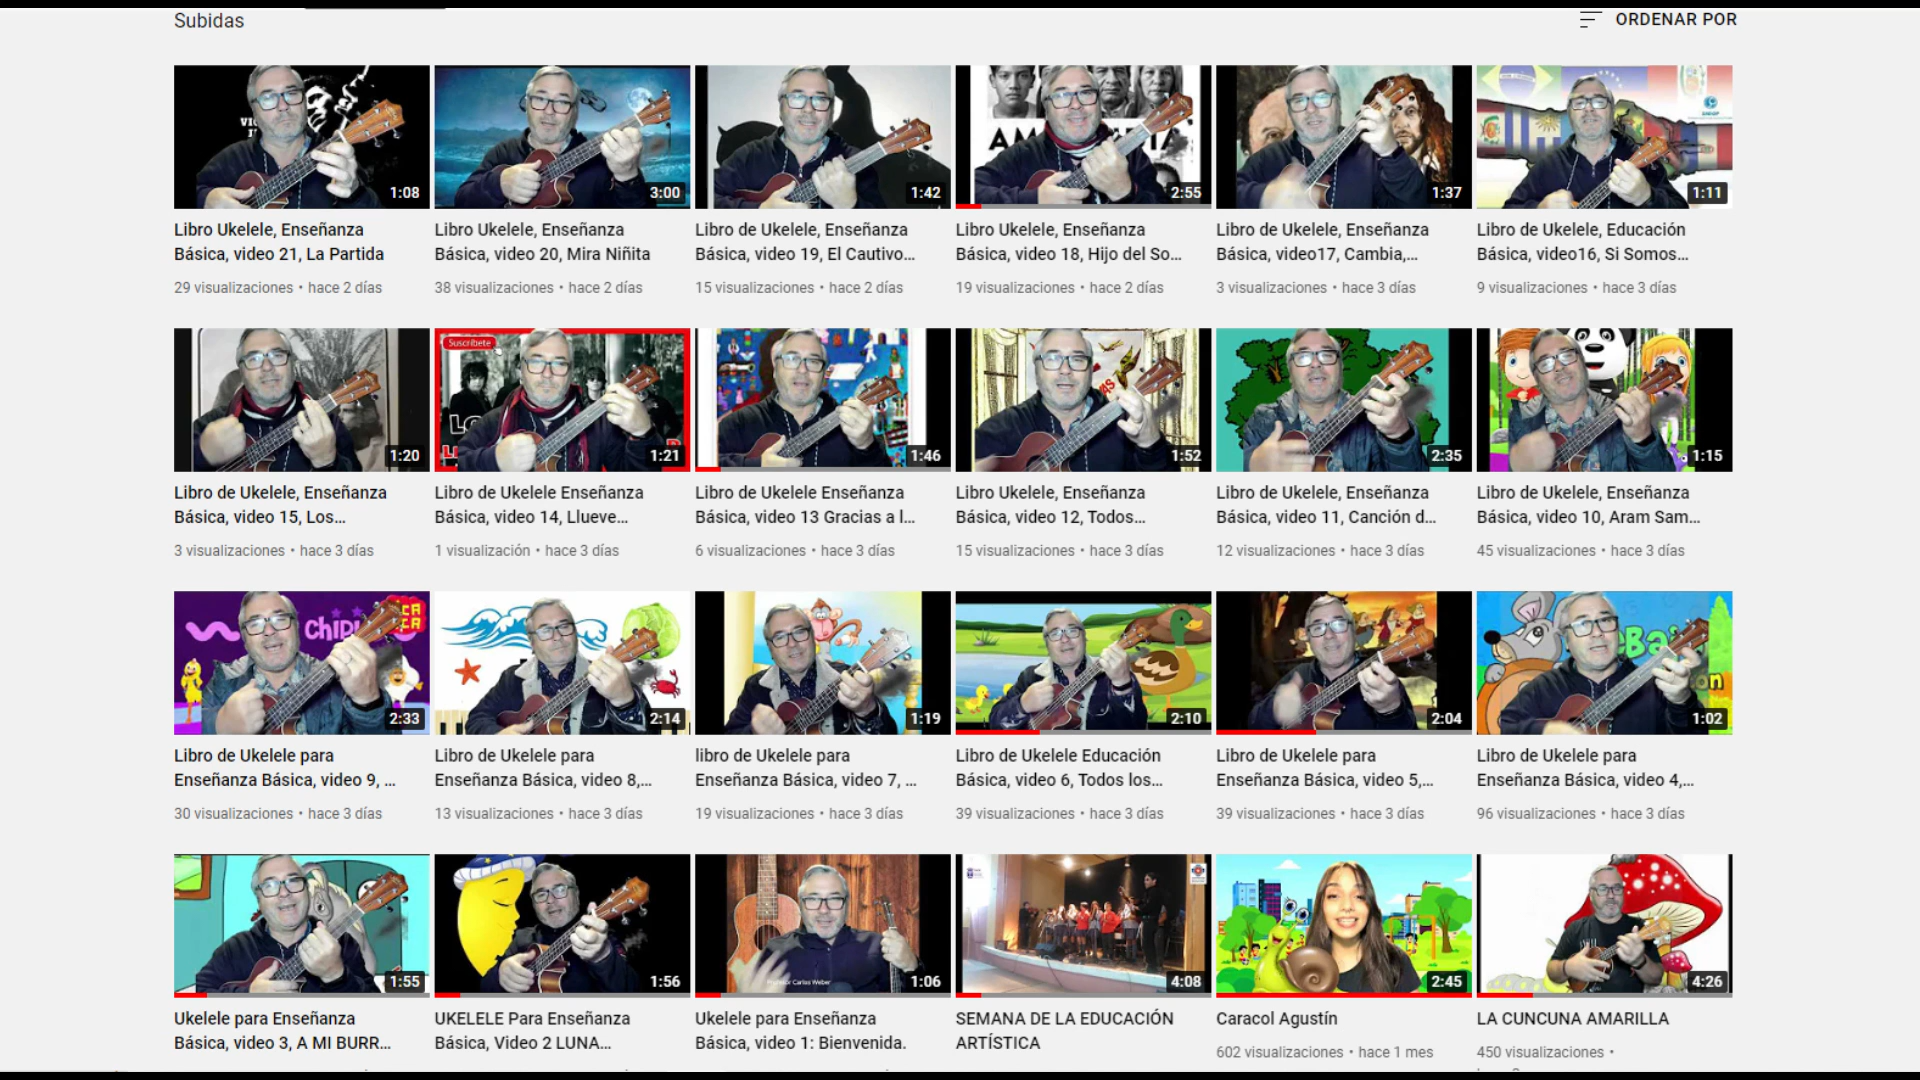 Subidas
ORDENAR POR
1:08
3:00
1:42
2:55
1:37
1:11
Libro Ukelele, Enseñanza
Básica, video 21, La Partida
29 visualizaciones • hace 2 días
Libro Ukelele, Enseñanza
Básica, video 20, Mira Niñita
38 visualizaciones • hace 2 días
Libro de Ukelele, Enseñanza
Básica, video 19, El Cautivo...
15 visualizaciones • hace 2 días
Libro Ukelele, Enseñanza
Básica, video 18, Hijo del So...
19 visualizaciones • hace 2 días
Libro de Ukelele, Enseñanza
Básica, video17, Cambia,...
3 visualizaciones • hace 3 días
Libro de Ukelele, Educación
Básica, video16, Si Somos...
9 visualizaciones • hace 3 días
Suscríbete
1:20
1:21
1:46
1:52
2:35
1:15
Libro de Ukelele, Enseñanza
Básica, video 15, Los...
3 visualizaciones • hace 3 días
Libro de Ukelele Enseñanza
Básica, video 14, Llueve...
1 visualización • hace 3 días
Libro de Ukelele Enseñanza
Básica, video 13 Gracias a l...
6 visualizaciones • hace 3 días
Libro Ukelele, Enseñanza
Básica, video 12, Todos...
15 visualizaciones • hace 3 días
Libro de Ukelele, Enseñanza
Básica, video 11, Canción d...
12 visualizaciones • hace 3 días
Libro de Ukelele, Enseñanza
Básica, video 10, Aram Sam...
45 visualizaciones • hace 3 días
2:33
2:14
1:19
2:10
2:04
1:02
Libro de Ukelele para
Enseñanza Básica, video 9, ...
30 visualizaciones • hace 3 días
Libro de Ukelele para
Enseñanza Básica, video 8,...
13 visualizaciones • hace 3 días
libro de Ukelele para
Enseñanza Básica, video 7, ...
19 visualizaciones • hace 3 días
Libro de Ukelele Educación
Básica, video 6, Todos los...
39 visualizaciones • hace 3 días
Libro de Ukelele para
Enseñanza Básica, video 5,...
39 visualizaciones • hace 3 días
Libro de Ukelele para
Enseñanza Básica, video 4,...
96 visualizaciones • hace 3 días
1:55
1:56
Profesor Carlos Weber
1:06
4:08
2:45
4:26
Ukelele para Enseñanza
Básica, video 3, A MI BURR...
UKELELE Para Enseñanza
Básica, Video 2 LUNA...
Ukelele para Enseñanza
Básica, video 1: Bienvenida.
SEMANA DE LA EDUCACIÓN
ARTÍSTICA
Caracol Agustín
602 visualizaciones • hace 1 mes
LA CUNCUNA AMARILLA
450 visualizaciones •